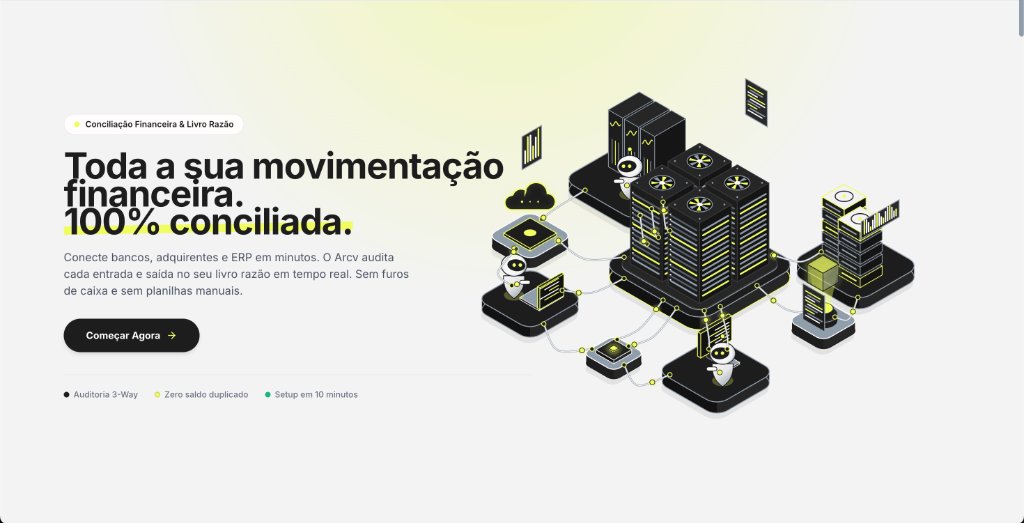 Conciliação Financeira & Livro Razão
Toda a sua movimentação
financeira.
100% conciliada.
Conecte bancos, adquirentes e ERP em minutos. O Arcv audita
cada entrada e saída no seu livro razão em tempo real. Sem furos
de caixa e sem planilhas manuais.
Começar Agora →
Auditoria 3-Way
Zero saldo duplicado
Setup em 10 minutos